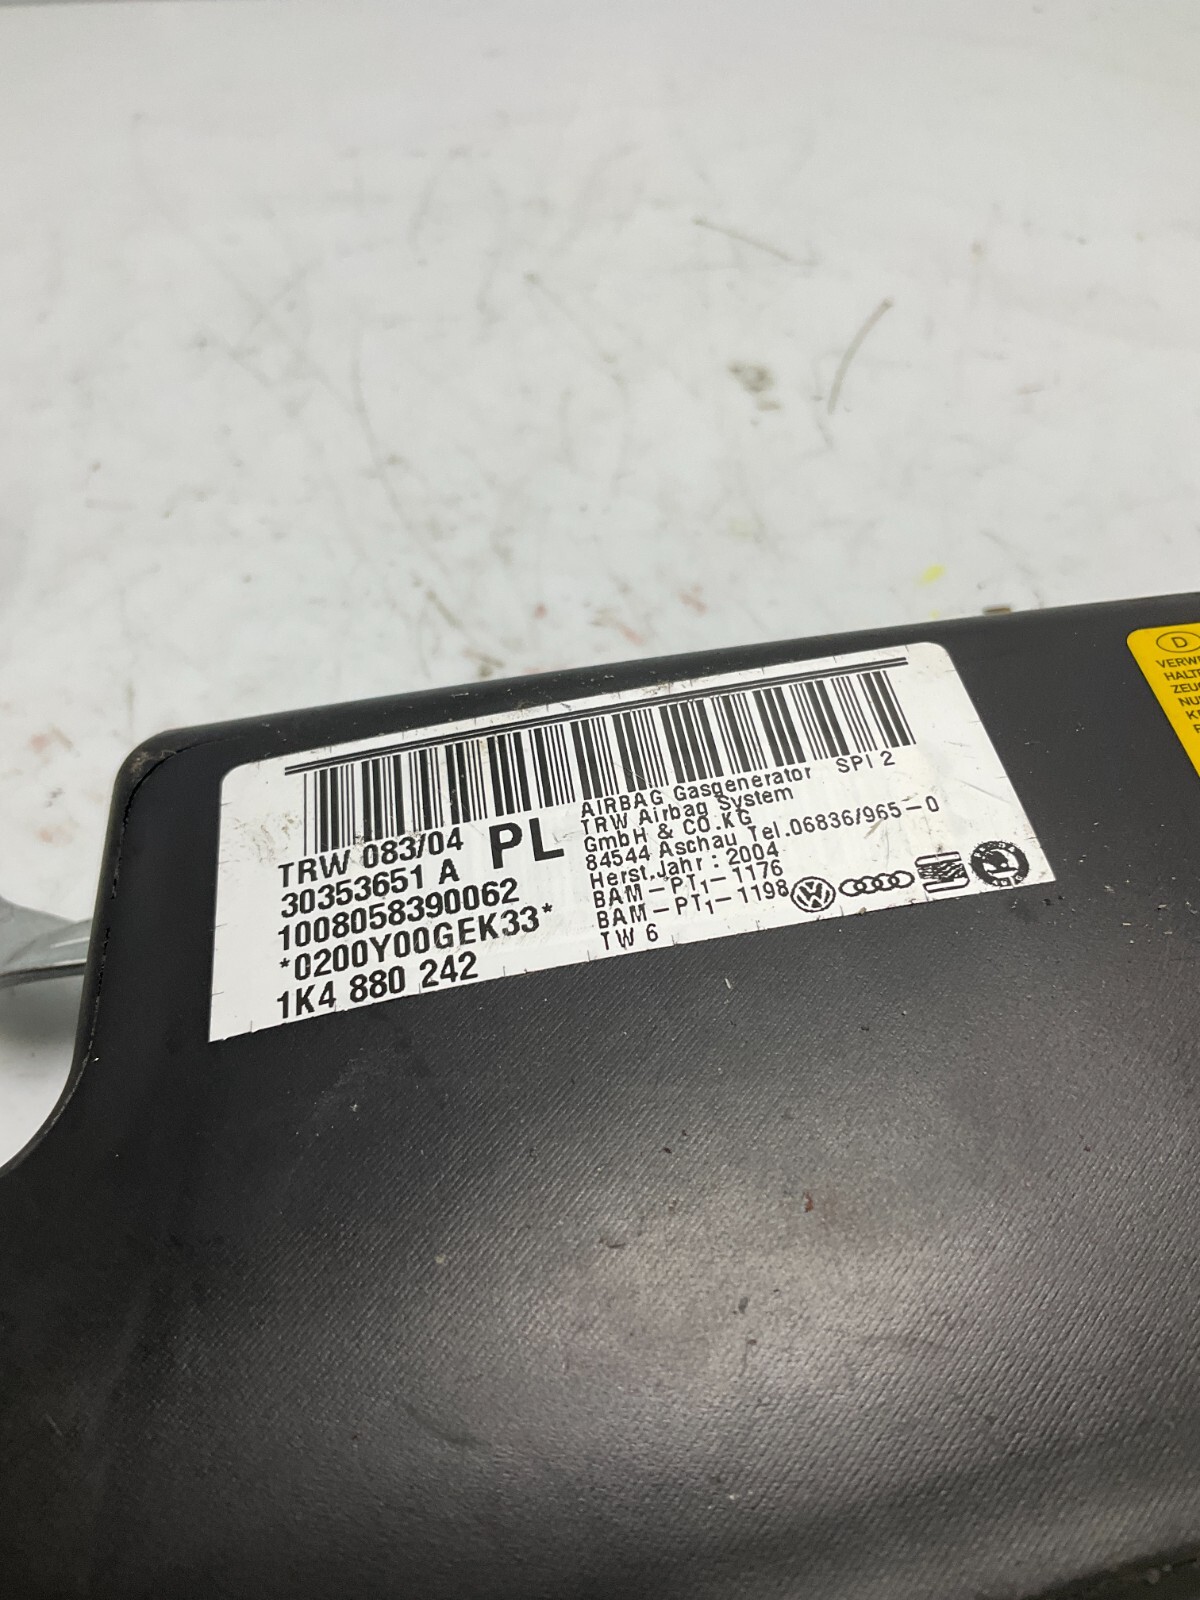 TRW 083/04 PL
30353651 A
1008058390062
*0200Y00GEK33*
1K4 880 242
AIRBAG Gasgenerator SPI 2
TRW Airbag System
GmbH & CO.KG
84544 Aschau Tel.06836/965-0
Herst.Jahr: 2004
BAM-PT1-1176
BAM-PT1-1198
TW 6
D